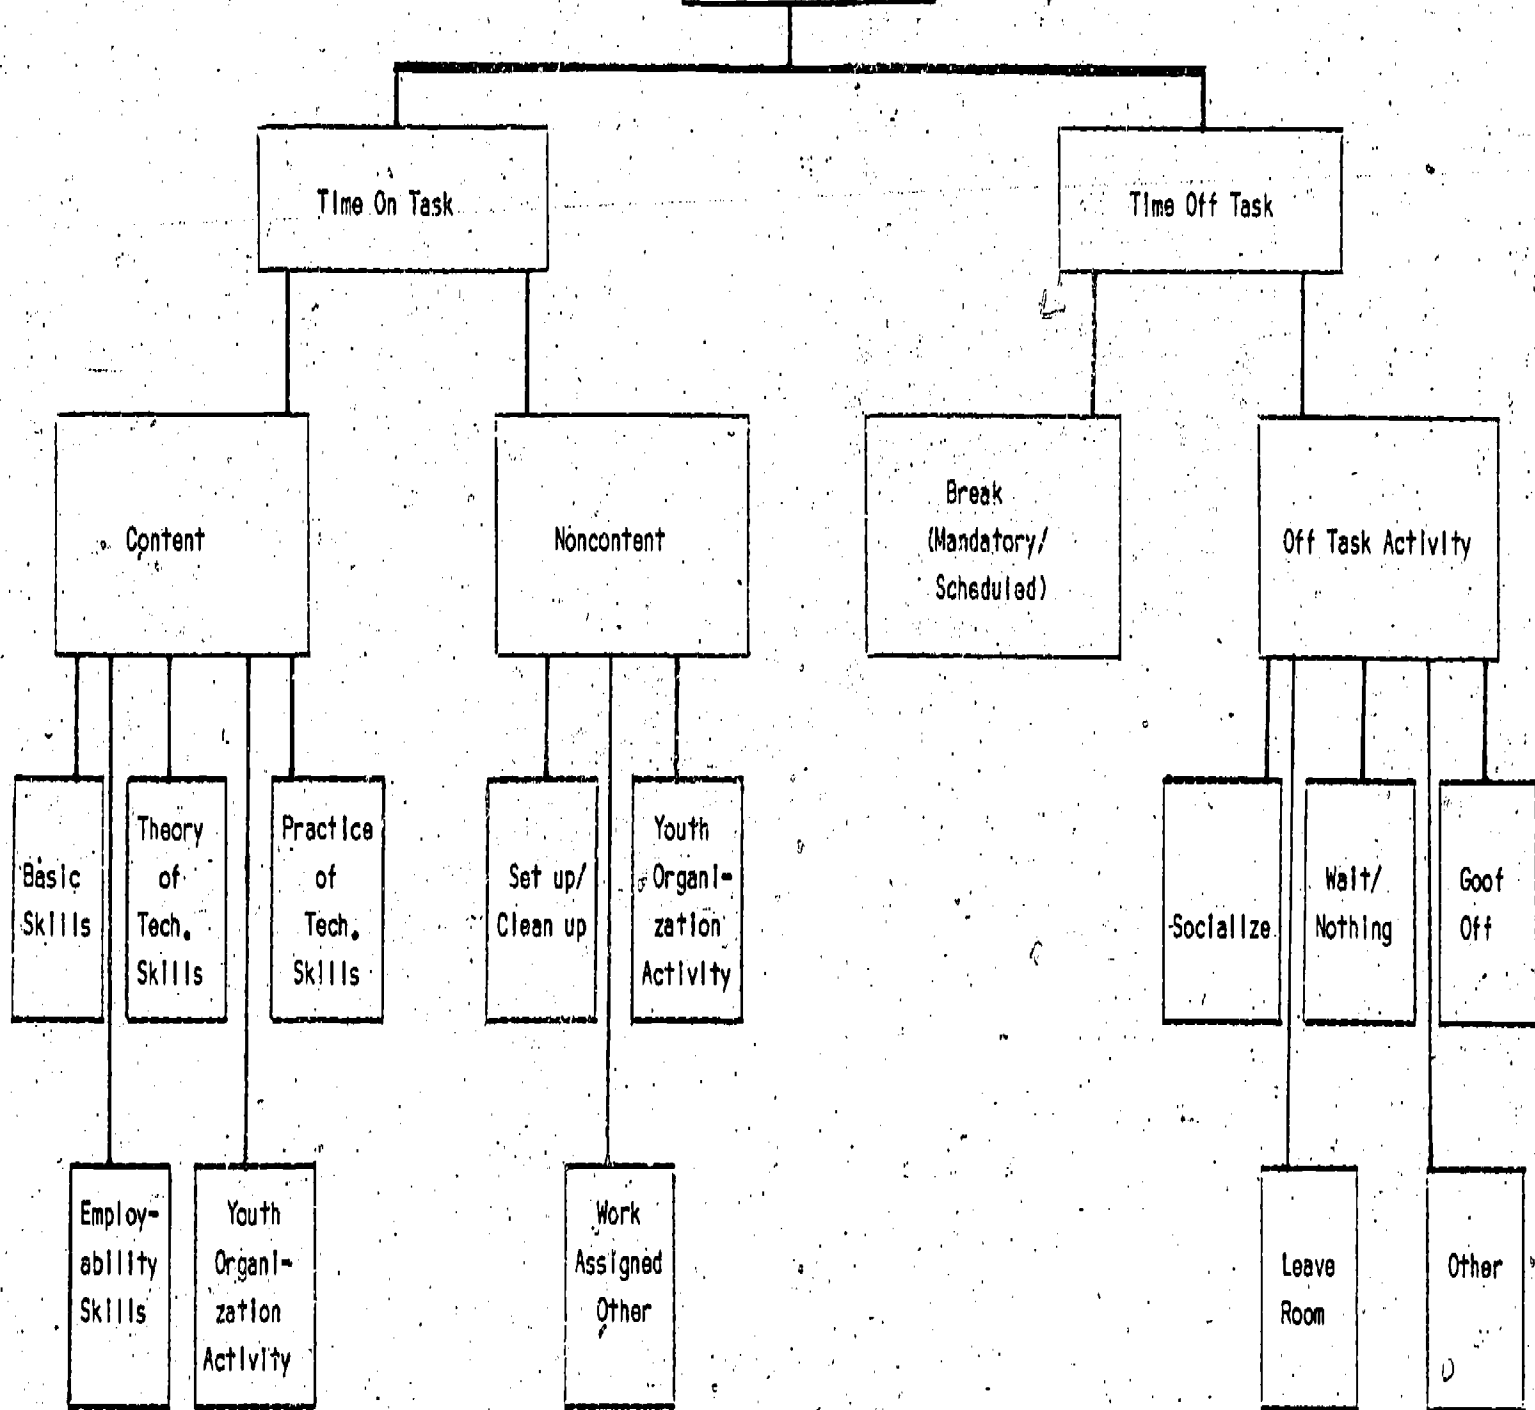 Time On Task
Time Off Task
Content
Noncontent
Break
(Mandatory/
Scheduled)
Off Task Activity
Basic
Skills
Theory
of
Tech.
Skills
Practice
of
Tech.
Skills
Set up/
Clean up
Youth
Organi-
zation
Activity
Socialize
Wait/
Nothing
Goof
Off
Employ-
ability
Skills
Youth
Organi-
zation
Activity
Work
Assigned
Other
Leave
Room
Other